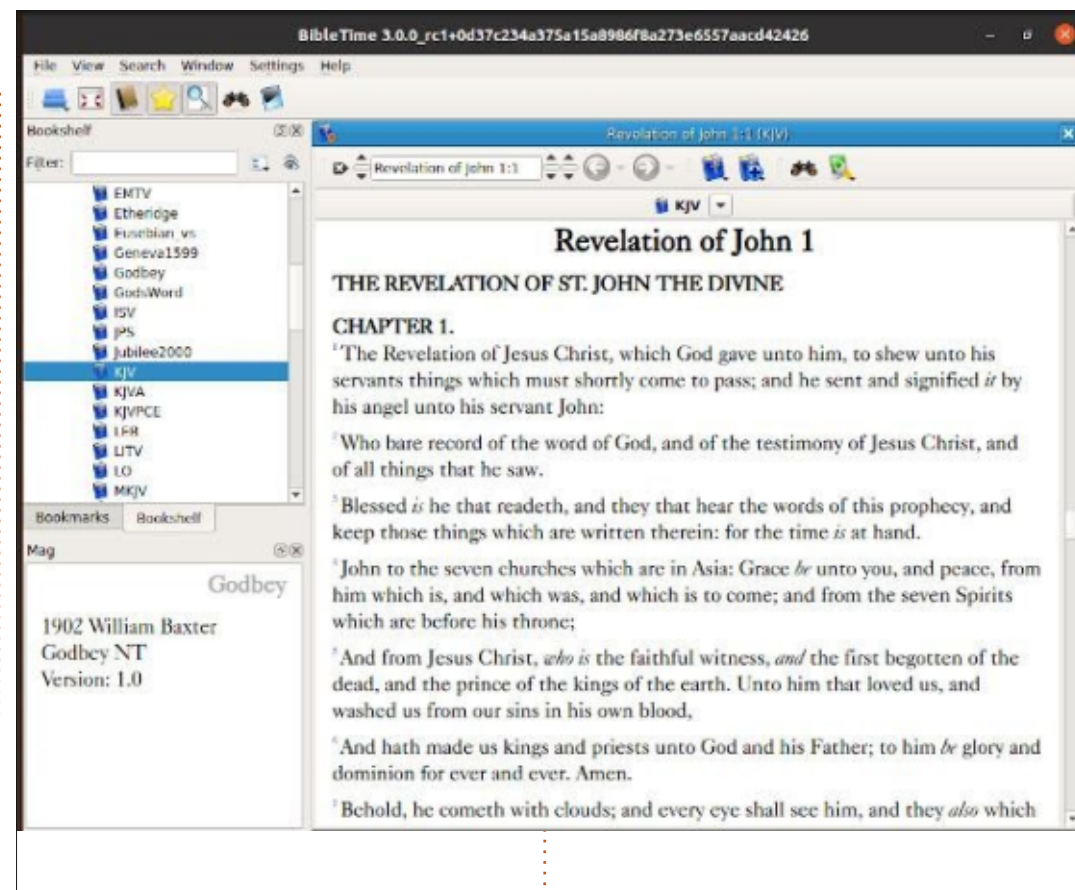 BibleTime 3.0.0_rc1+0d37c234a375a15a8986f8a273e6557aacd42426
File View Search Window Settings Help
Bookshelf
Filter:
EMTV
Etheridge
Eusebian_vs
Geneva1599
Godbey
GodsWord
ISV
JPS
Jubilee2000
KJV
KJVA
KJVPCE
LEB
LITV
LO
MKJV
Bookmarks Bookshelf
Mag
Godbey
1902 William Baxter
Godbey NT
Version: 1.0
Revelation of John 1:1 (KJV)
Revelation of John 1:1
KJV
Revelation of John 1
THE REVELATION OF ST. JOHN THE DIVINE
CHAPTER 1.
1 The Revelation of Jesus Christ, which God gave unto him, to shew unto his
servants things which must shortly come to pass; and he sent and signified it by
his angel unto his servant John:
2 Who bare record of the word of God, and of the testimony of Jesus Christ, and
of all things that he saw.
3 Blessed is he that readeth, and they that hear the words of this prophecy, and
keep those things which are written therein: for the time is at hand.
4 John to the seven churches which are in Asia: Grace be unto you, and peace, from
him which is, and which was, and which is to come; and from the seven Spirits
which are before his throne;
5 And from Jesus Christ, who is the faithful witness, and the first begotten of the
dead, and the prince of the kings of the earth. Unto him that loved us, and
washed us from our sins in his own blood,
6 And hath made us kings and priests unto God and his Father; to him be glory and
dominion for ever and ever. Amen.
7 Behold, he cometh with clouds; and every eye shall see him, and they also which